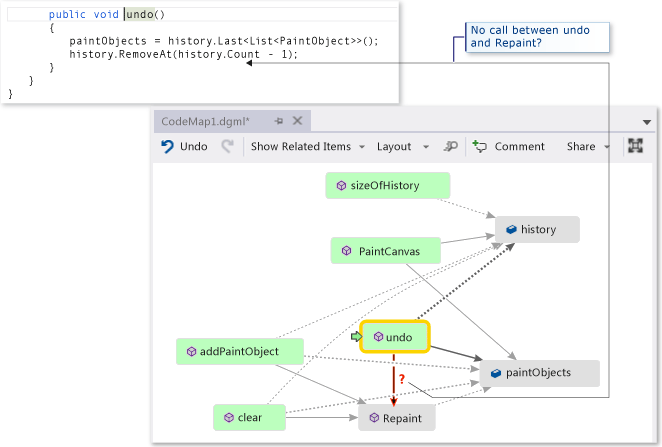 public void undo()
{
paintObjects = history.Last<List<PaintObject>>();
history.RemoveAt(history.Count - 1);
}
}
}
No call between undo
and Repaint?
CodeMap1.dgml*
Undo Show Related Items Layout Comment Share
sizeOfHistory
history
PaintCanvas
undo
addPaintObject
paintObjects
?
clear
Repaint